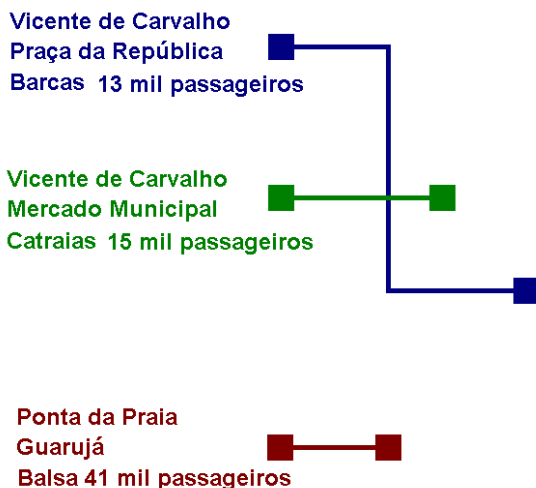 Vicente de Carvalho
Praça da República
Barcas 13 mil passageiros
Vicente de Carvalho
Mercado Municipal
Catraias 15 mil passageiros
Ponta da Praia
Guarujá
Balsa 41 mil passageiros